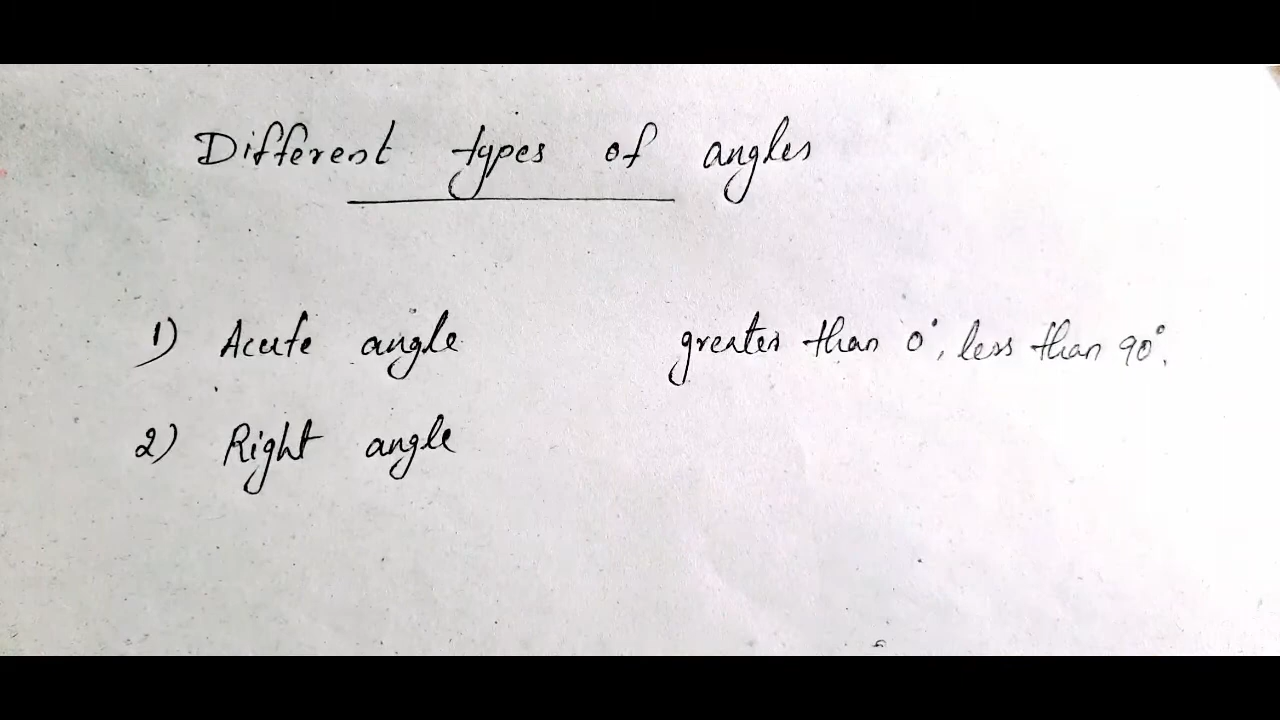 Different types of angles
1) Acute angle greater than 0°, less than 90°.
2) Right angle